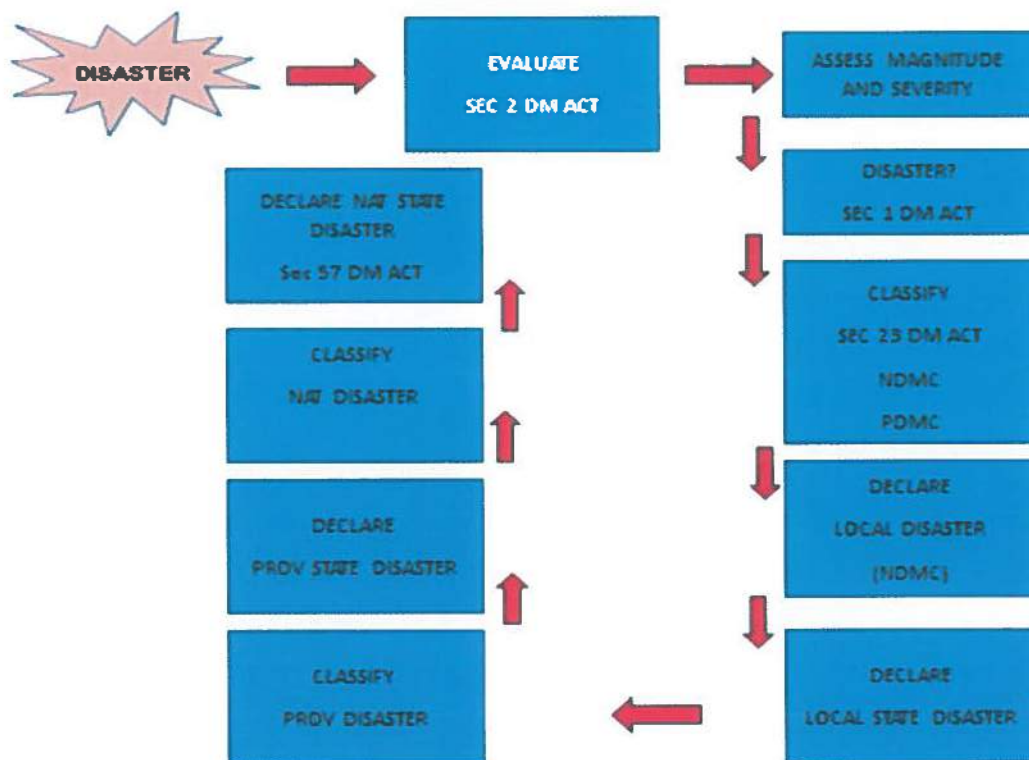 DISASTER
EVALUATE
SEC 2 DM ACT
ASSESS MAGNITUDE
AND SEVERITY
DISASTER?
SEC 1 DM ACT
CLASSIFY
SEC 23 DM ACT
NDMC
PDMC
DECLARE
LOCAL DISASTER
(NDMC)
DECLARE
LOCAL STATE DISASTER
CLASSIFY
PROV DISASTER
DECLARE
PROV STATE DISASTER
CLASSIFY
NAT DISASTER
DECLARE NAT STATE
DISASTER
Sec 57 DM ACT